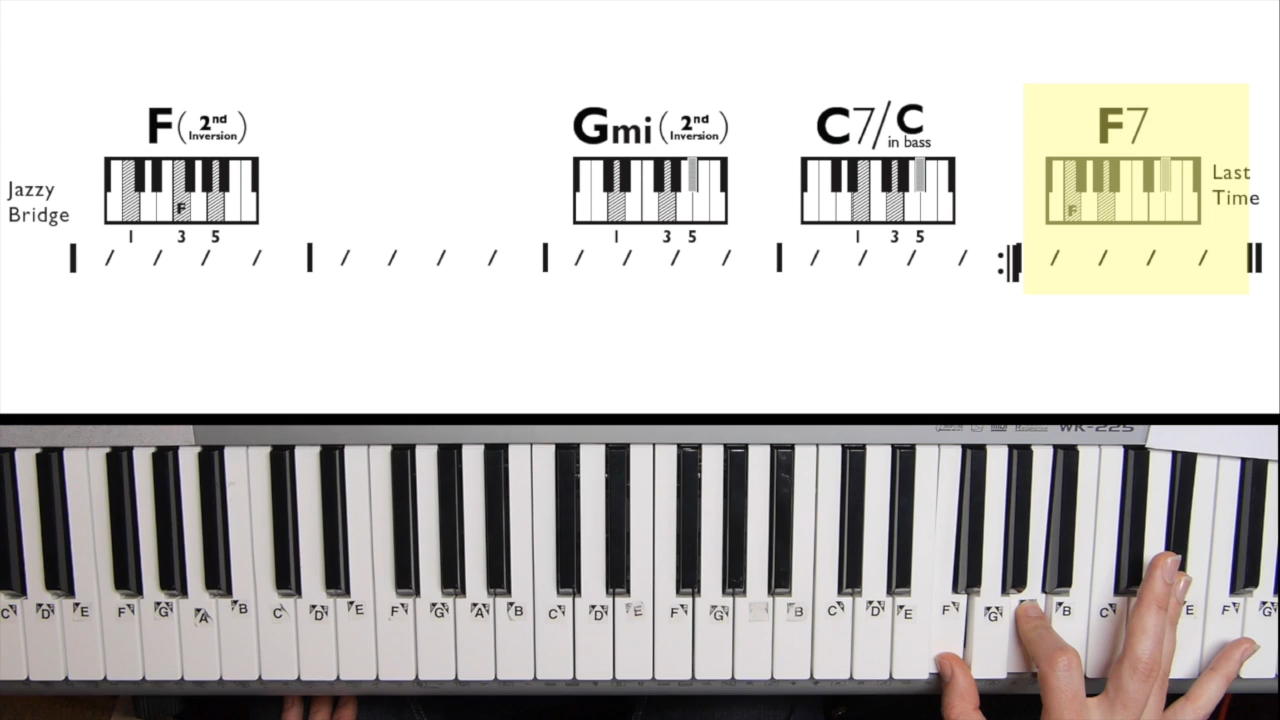 F (2nd Inversion)
Gmi (2nd Inversion)
C7/C in bass
F7
Jazzy Bridge
Last Time
F
F
1 3 5
1 3 5
1 3 5
WK-225
C D E F G A B C D E F G A B C D E F G B C D E F G B C E F G